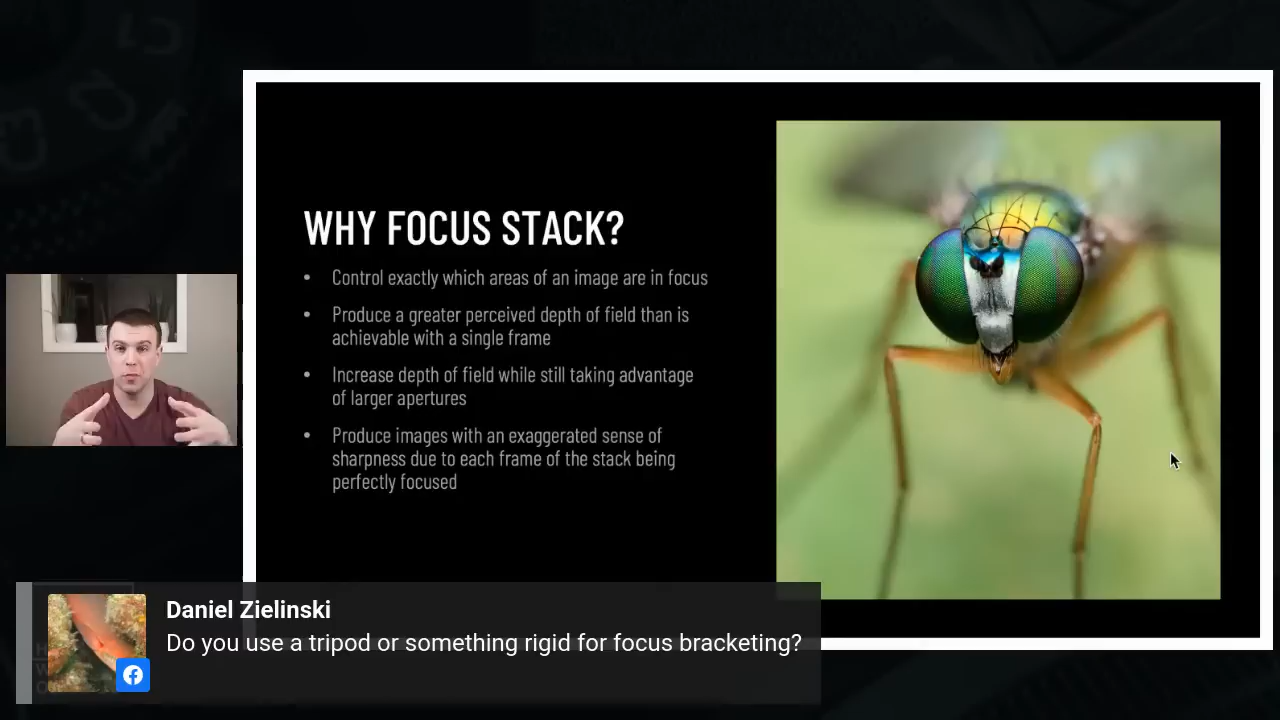 WHY FOCUS STACK?
• Control exactly which areas of an image are in focus
• Produce a greater perceived depth of field than is
achievable with a single frame
• Increase depth of field while still taking advantage
of larger apertures
• Produce images with an exaggerated sense of
sharpness due to each frame of the stack being
perfectly focused
Daniel Zielinski
Do you use a tripod or something rigid for focus bracketing?